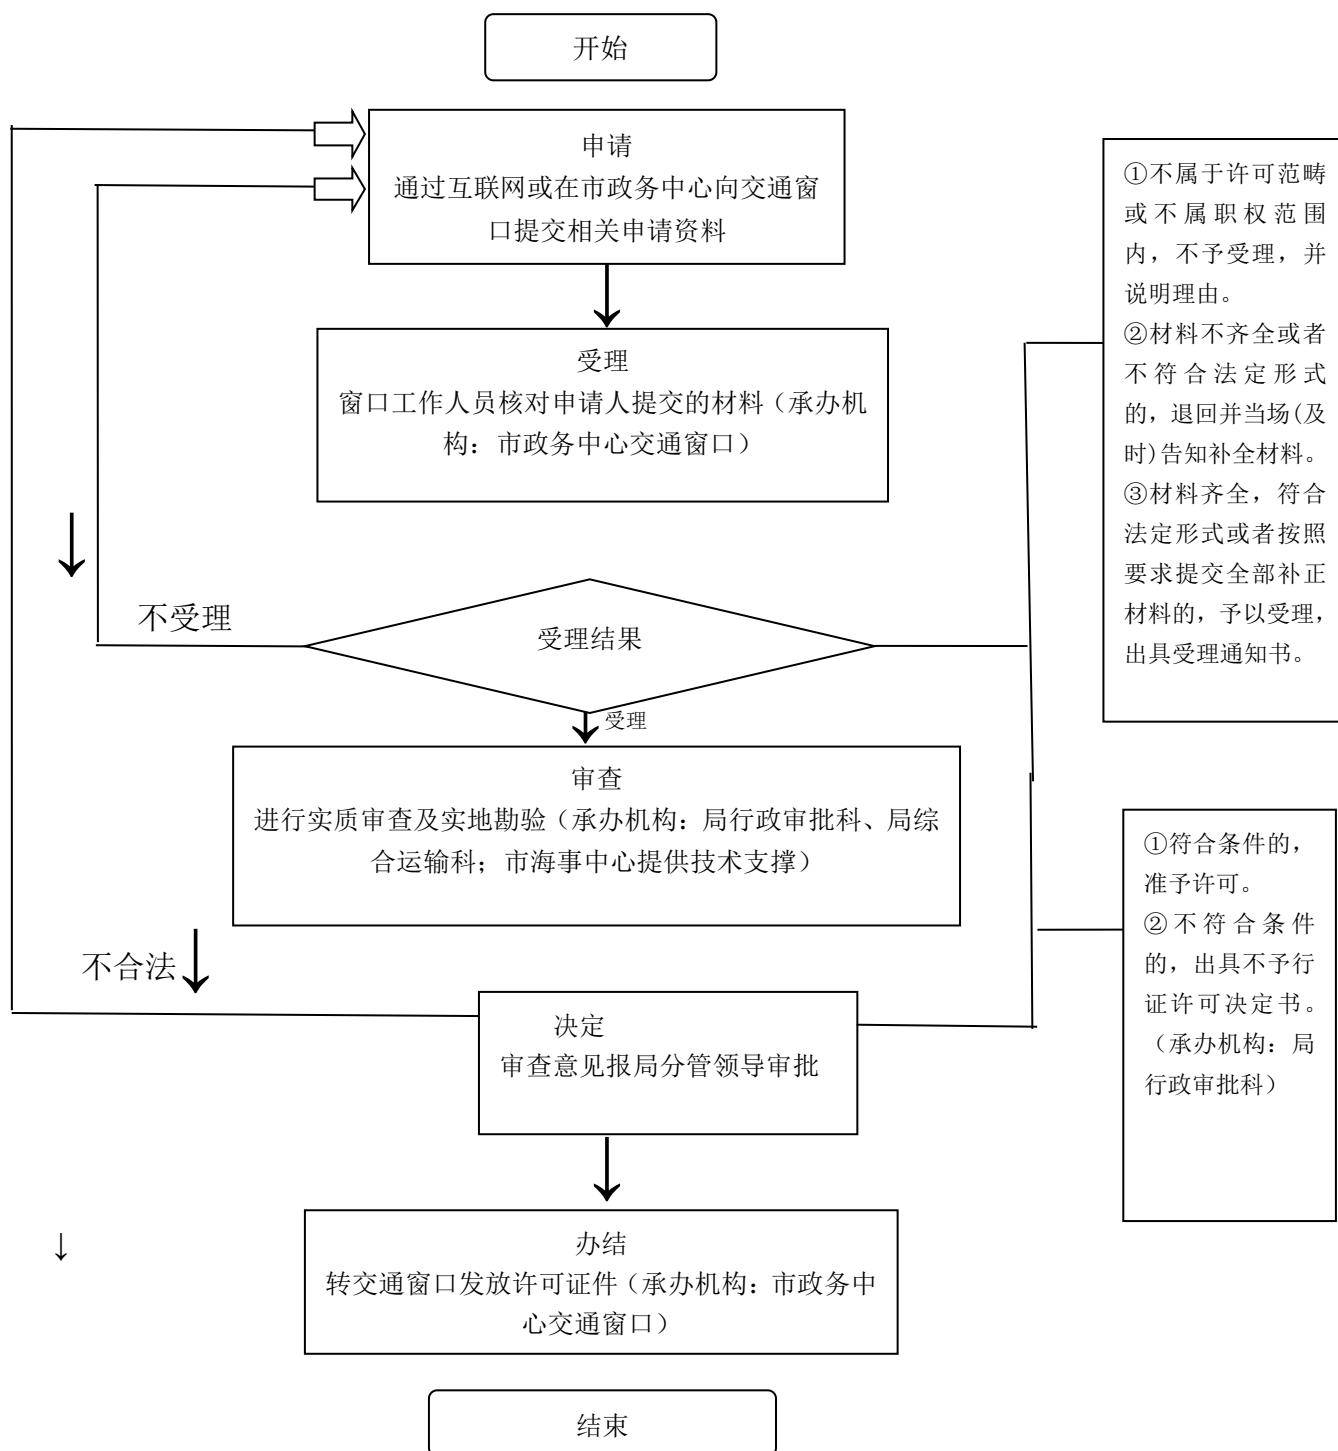 开始
申请
通过互联网或在市政务中心向交通窗
口提交相关申请资料
受理
窗口工作人员核对申请人提交的材料（承办机
构：市政务中心交通窗口）
↓
不受理
受理结果
受理
①不属于许可范畴
或不属职权范围
内，不予受理，并
说明理由。
②材料不齐全或者
不符合法定形式
的，退回并当场(及
时)告知补全材料。
③材料齐全，符合
法定形式或者按照
要求提交全部补正
材料的，予以受理，
出具受理通知书。
审查
进行实质审查及实地勘验（承办机构：局行政审批科、局综
合运输科；市海事中心提供技术支撑）
不合法
决定
审查意见报局分管领导审批
①符合条件的，
准予许可。
②不符合条件
的，出具不予行
证许可决定书。
（承办机构：局
行政审批科）
办结
转交通窗口发放许可证件（承办机构：市政务中
心交通窗口）
↓
结束